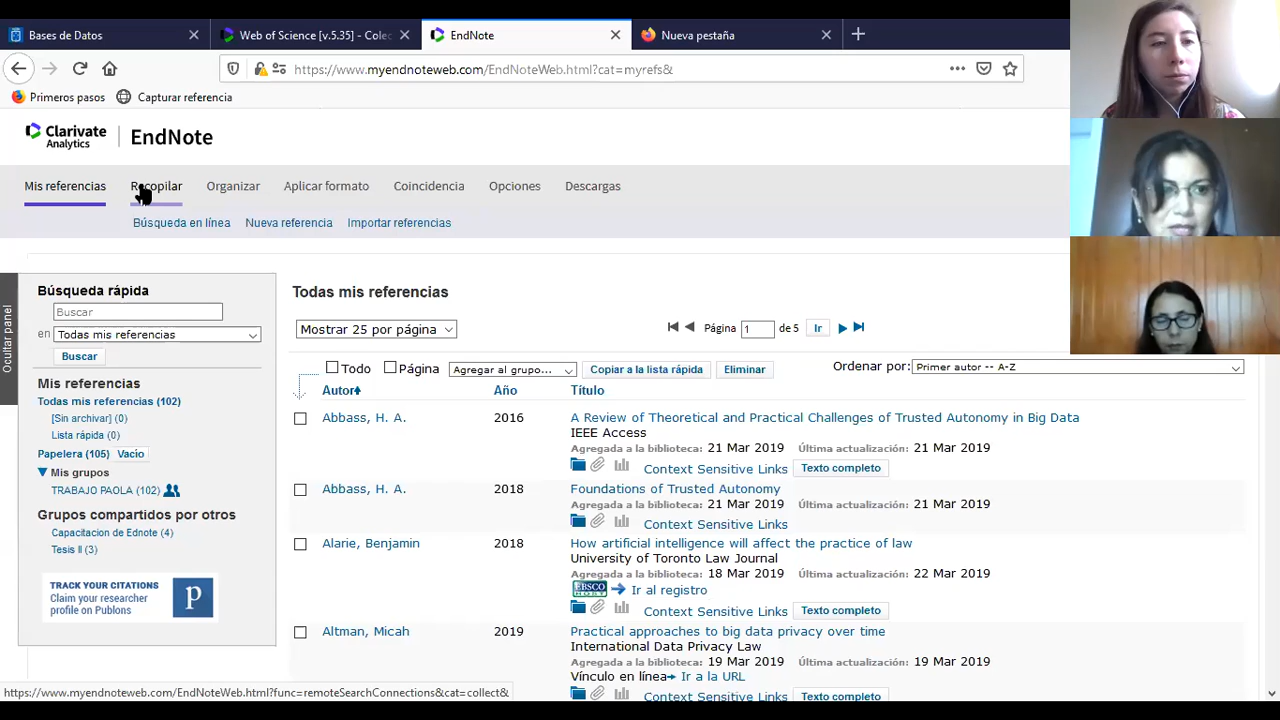 Bases de Datos
Web of Science [v.5.35] - Colec
EndNote
Nueva pestaña
https://www.myendnoteweb.com/EndNoteWeb.html?cat=myrefs&
Primeros pasos
Capturar referencia
Clarivate
Analytics
EndNote
Mis referencias
Recopilar
Organizar
Aplicar formato
Coincidencia
Opciones
Descargas
Búsqueda en línea
Nueva referencia
Importar referencias
Ocultar panel
Búsqueda rápida
Buscar
en Todas mis referencias
Buscar
Mis referencias
Todas mis referencias (102)
[Sin archivar] (0)
Lista rápida (0)
Papelera (105) Vacio
Mis grupos
TRABAJO PAOLA (102)
Grupos compartidos por otros
Capacitacion de Ednote (4)
Tesis II (3)
TRACK YOUR CITATIONS
Claim your researcher
profile on Publons
p
Todas mis referencias
Mostrar 25 por página
Página 1 de 5 Ir
Todo Página Agregar al grupo... Copiar a la lista rápida Eliminar
Ordenar por: Primer autor -- A-Z
Autor Año Título
Abbass, H. A. 2016 A Review of Theoretical and Practical Challenges of Trusted Autonomy in Big Data
IEEE Access
Agregada a la biblioteca: 21 Mar 2019 Última actualización: 21 Mar 2019
Context Sensitive Links Texto completo
Abbass, H. A. 2018 Foundations of Trusted Autonomy
Agregada a la biblioteca: 21 Mar 2019 Última actualización: 21 Mar 2019
Context Sensitive Links
Alarie, Benjamin 2018 How artificial intelligence will affect the practice of law
University of Toronto Law Journal
Agregada a la biblioteca: 18 Mar 2019 Última actualización: 22 Mar 2019
EBSCO HOST Ir al registro
Context Sensitive Links Texto completo
Altman, Micah 2019 Practical approaches to big data privacy over time
International Data Privacy Law
Agregada a la biblioteca: 19 Mar 2019 Última actualización: 19 Mar 2019
Vínculo en línea Ir a la URL
Context Sensitive Links Texto completo
https://www.myendnoteweb.com/EndNoteWeb.html?func=remoteSearchConnections&cat=collect&